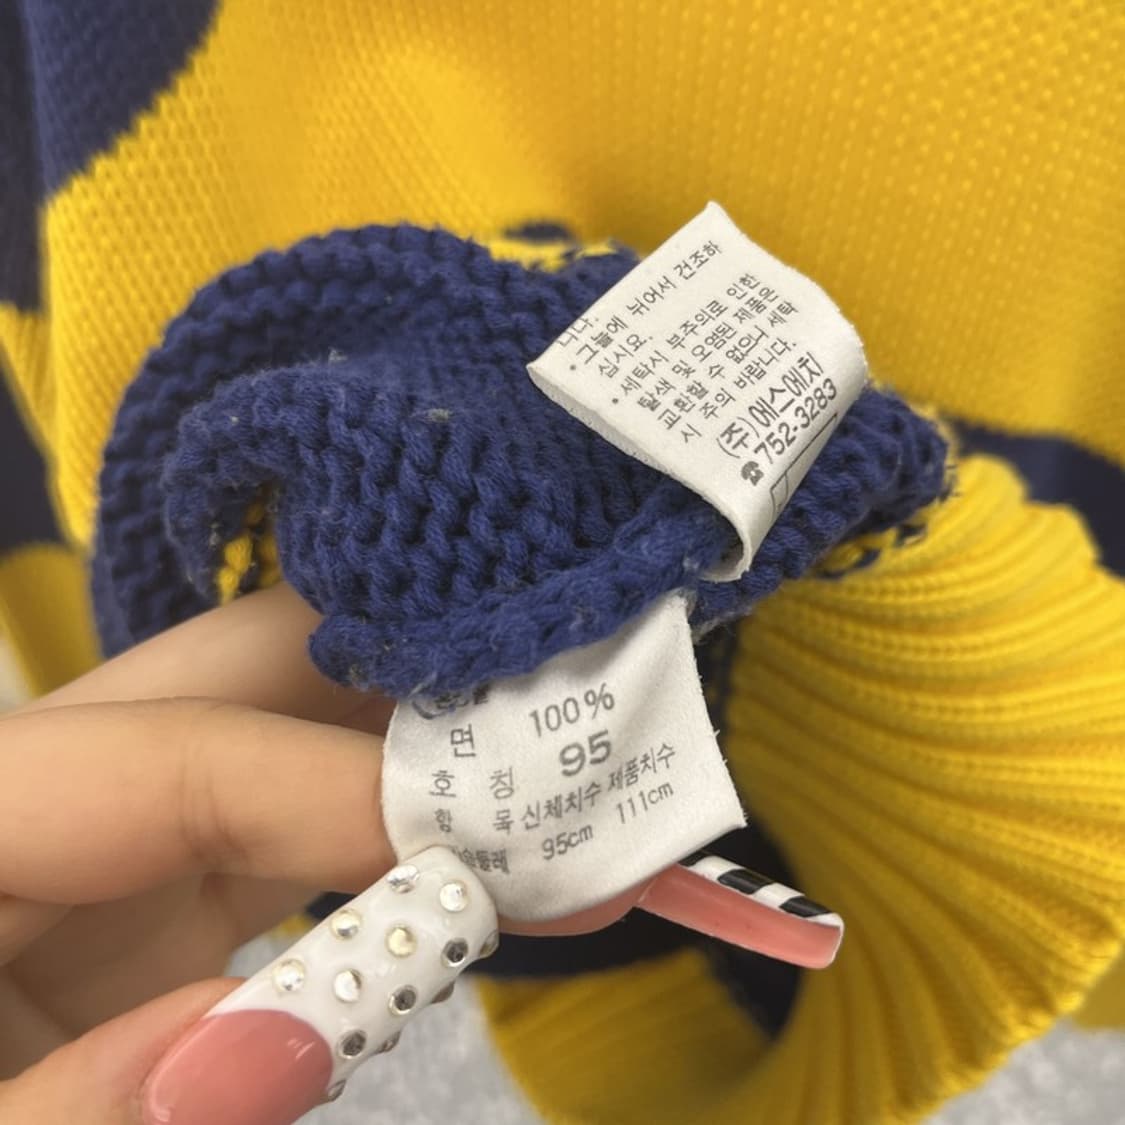 니다.
• 그늘에 뉘어서 건조하
십시요.
• 세탁시 부주의로 인한
탈색 및 오염된 제품은
교환할 수 없으니 세탁
시 주의 바랍니다.
(주)에스에치
☎752-3283
면 100%
호 칭 95
항 목 신체치수 제품치수
95cm 111cm